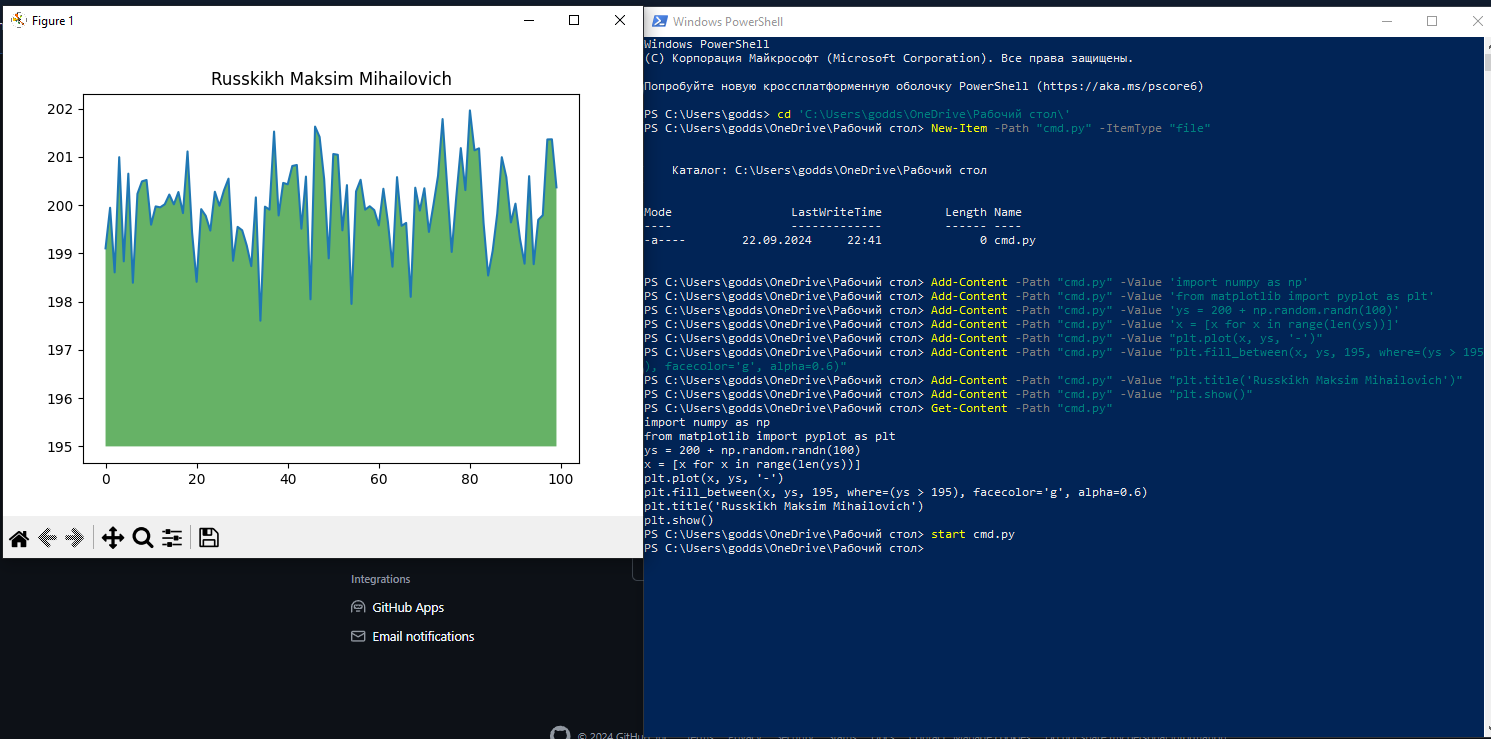 Figure 1
Russkikh Maksim Mihailovich
202
201
200
199
198
197
196
195
0 20 40 60 80 100
Integrations
GitHub Apps
Email notifications
© 2024 GitHub
Windows PowerShell
Windows PowerShell
(C) Корпорация Майкрософт (Microsoft Corporation). Все права защищены.
Попробуйте новую кроссплатформенную оболочку PowerShell (https://aka.ms/pscore6)
PS C:\Users\godds> cd 'C:\Users\godds\OneDrive\Рабочий стол\'
PS C:\Users\godds\OneDrive\Рабочий стол> New-Item -Path "cmd.py" -ItemType "file"
Каталог: C:\Users\godds\OneDrive\Рабочий стол
Mode LastWriteTime Length Name
---- ------------- ------ ----
-a---- 22.09.2024 22:41 0 cmd.py
PS C:\Users\godds\OneDrive\Рабочий стол> Add-Content -Path "cmd.py" -Value 'import numpy as np'
PS C:\Users\godds\OneDrive\Рабочий стол> Add-Content -Path "cmd.py" -Value 'from matplotlib import pyplot as plt'
PS C:\Users\godds\OneDrive\Рабочий стол> Add-Content -Path "cmd.py" -Value 'ys = 200 + np.random.randn(100)'
PS C:\Users\godds\OneDrive\Рабочий стол> Add-Content -Path "cmd.py" -Value 'x = [x for x in range(len(ys))]'
PS C:\Users\godds\OneDrive\Рабочий стол> Add-Content -Path "cmd.py" -Value "plt.plot(x, ys, '-')"
PS C:\Users\godds\OneDrive\Рабочий стол> Add-Content -Path "cmd.py" -Value "plt.fill_between(x, ys, 195, where=(ys > 195
), facecolor='g', alpha=0.6)"
PS C:\Users\godds\OneDrive\Рабочий стол> Add-Content -Path "cmd.py" -Value "plt.title('Russkikh Maksim Mihailovich')"
PS C:\Users\godds\OneDrive\Рабочий стол> Add-Content -Path "cmd.py" -Value "plt.show()"
PS C:\Users\godds\OneDrive\Рабочий стол> Get-Content -Path "cmd.py"
import numpy as np
from matplotlib import pyplot as plt
ys = 200 + np.random.randn(100)
x = [x for x in range(len(ys))]
plt.plot(x, ys, '-')
plt.fill_between(x, ys, 195, where=(ys > 195), facecolor='g', alpha=0.6)
plt.title('Russkikh Maksim Mihailovich')
plt.show()
PS C:\Users\godds\OneDrive\Рабочий стол> start cmd.py
PS C:\Users\godds\OneDrive\Рабочий стол>